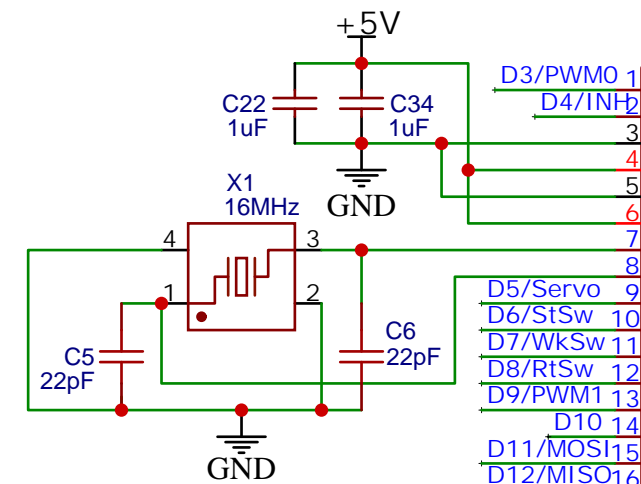 +5V
D3/PWM0 1
D4/INH 2
C22
1uF
C34
1uF
3
4
5
6
GND
X1
16MHz
4
3
1
2
7
8
D5/Servo 9
D6/StSw 10
D7/WkSw 11
D8/RtSw 12
D9/PWM1 13
D10 14
D11/MOSI 15
D12/MISO 16
C5
22pF
C6
22pF
GND